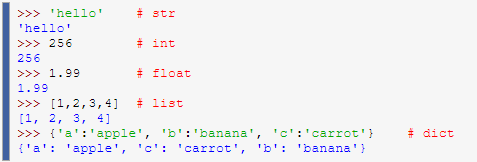 >>> 'hello'    # str
'hello'
>>> 256        # int
256
>>> 1.99       # float
1.99
>>> [1,2,3,4]  # list
[1, 2, 3, 4]
>>> {'a':'apple', 'b':'banana', 'c':'carrot'}    # dict
{'a': 'apple', 'c': 'carrot', 'b': 'banana'}